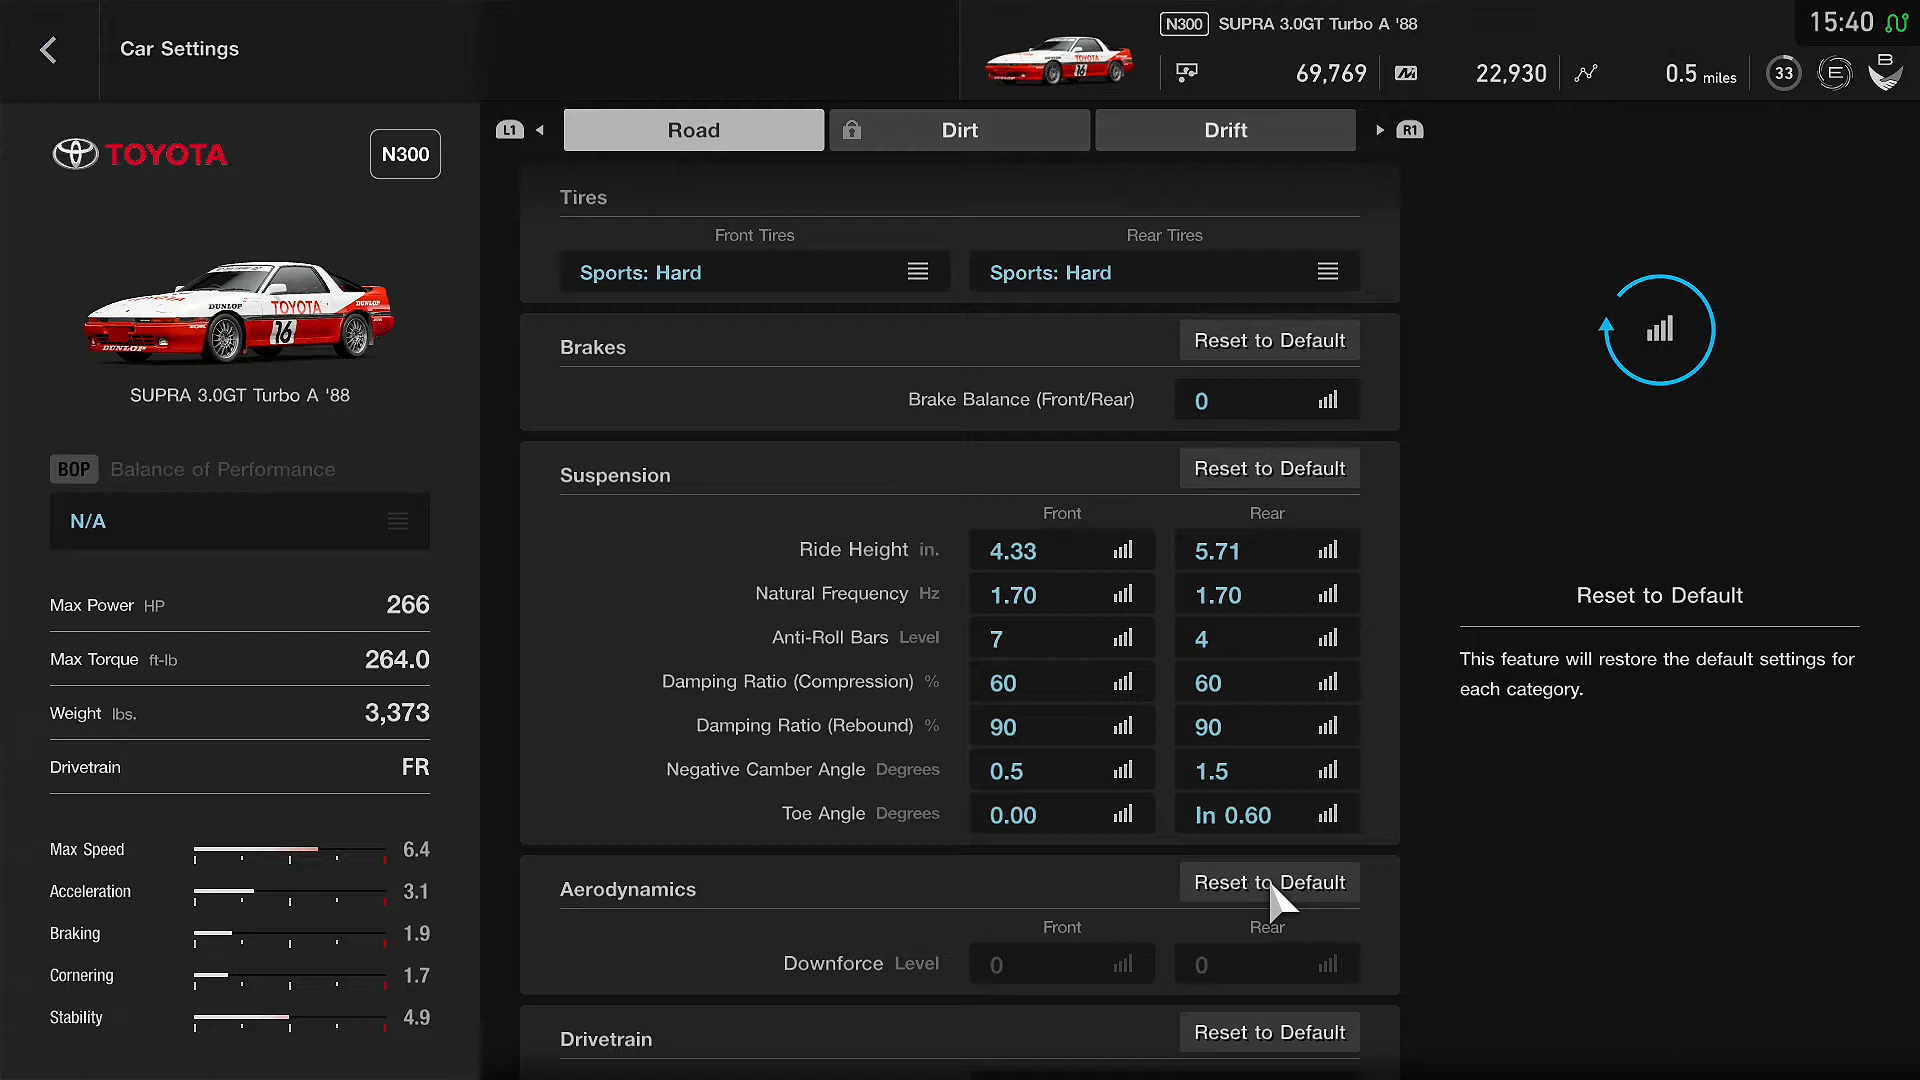 Car Settings
N300 SUPRA 3.0GT Turbo A '88
15:40
69,769
22,930
0.5 miles
33
E
B
TOYOTA
N300
DUNLOP
TOYOTA
DUNLOP
16
DUNLOP
SUPRA 3.0GT Turbo A '88
BOP Balance of Performance
N/A
Max Power HP 266
Max Torque ft-lb 264.0
Weight lbs. 3,373
Drivetrain FR
Max Speed 6.4
Acceleration 3.1
Braking 1.9
Cornering 1.7
Stability 4.9
L1 Road Dirt Drift R1
Tires
Front Tires Rear Tires
Sports: Hard Sports: Hard
Brakes Reset to Default
Brake Balance (Front/Rear) 0
Suspension Reset to Default
Front Rear
Ride Height in. 4.33 5.71
Natural Frequency Hz 1.70 1.70
Anti-Roll Bars Level 7 4
Damping Ratio (Compression) % 60 60
Damping Ratio (Rebound) % 90 90
Negative Camber Angle Degrees 0.5 1.5
Toe Angle Degrees 0.00 In 0.60
Aerodynamics Reset to Default
Front Rear
Downforce Level 0 0
Drivetrain Reset to Default
Reset to Default
This feature will restore the default settings for
each category.